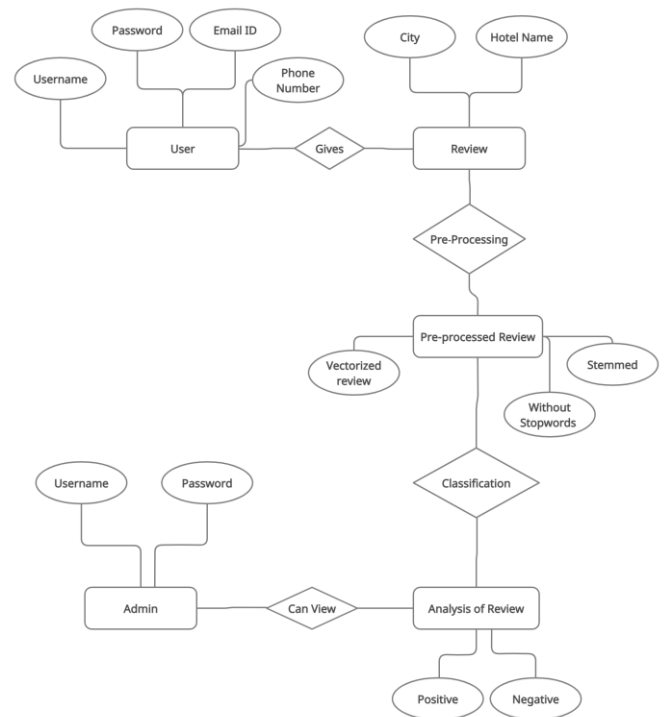 Password
Email ID
City
Hotel Name
Username
Phone
Number
User
Gives
Review
Pre-Processing
Pre-processed Review
Vectorized
review
Stemmed
Without
Stopwords
Username
Password
Classification
Admin
Can View
Analysis of Review
Positive
Negative